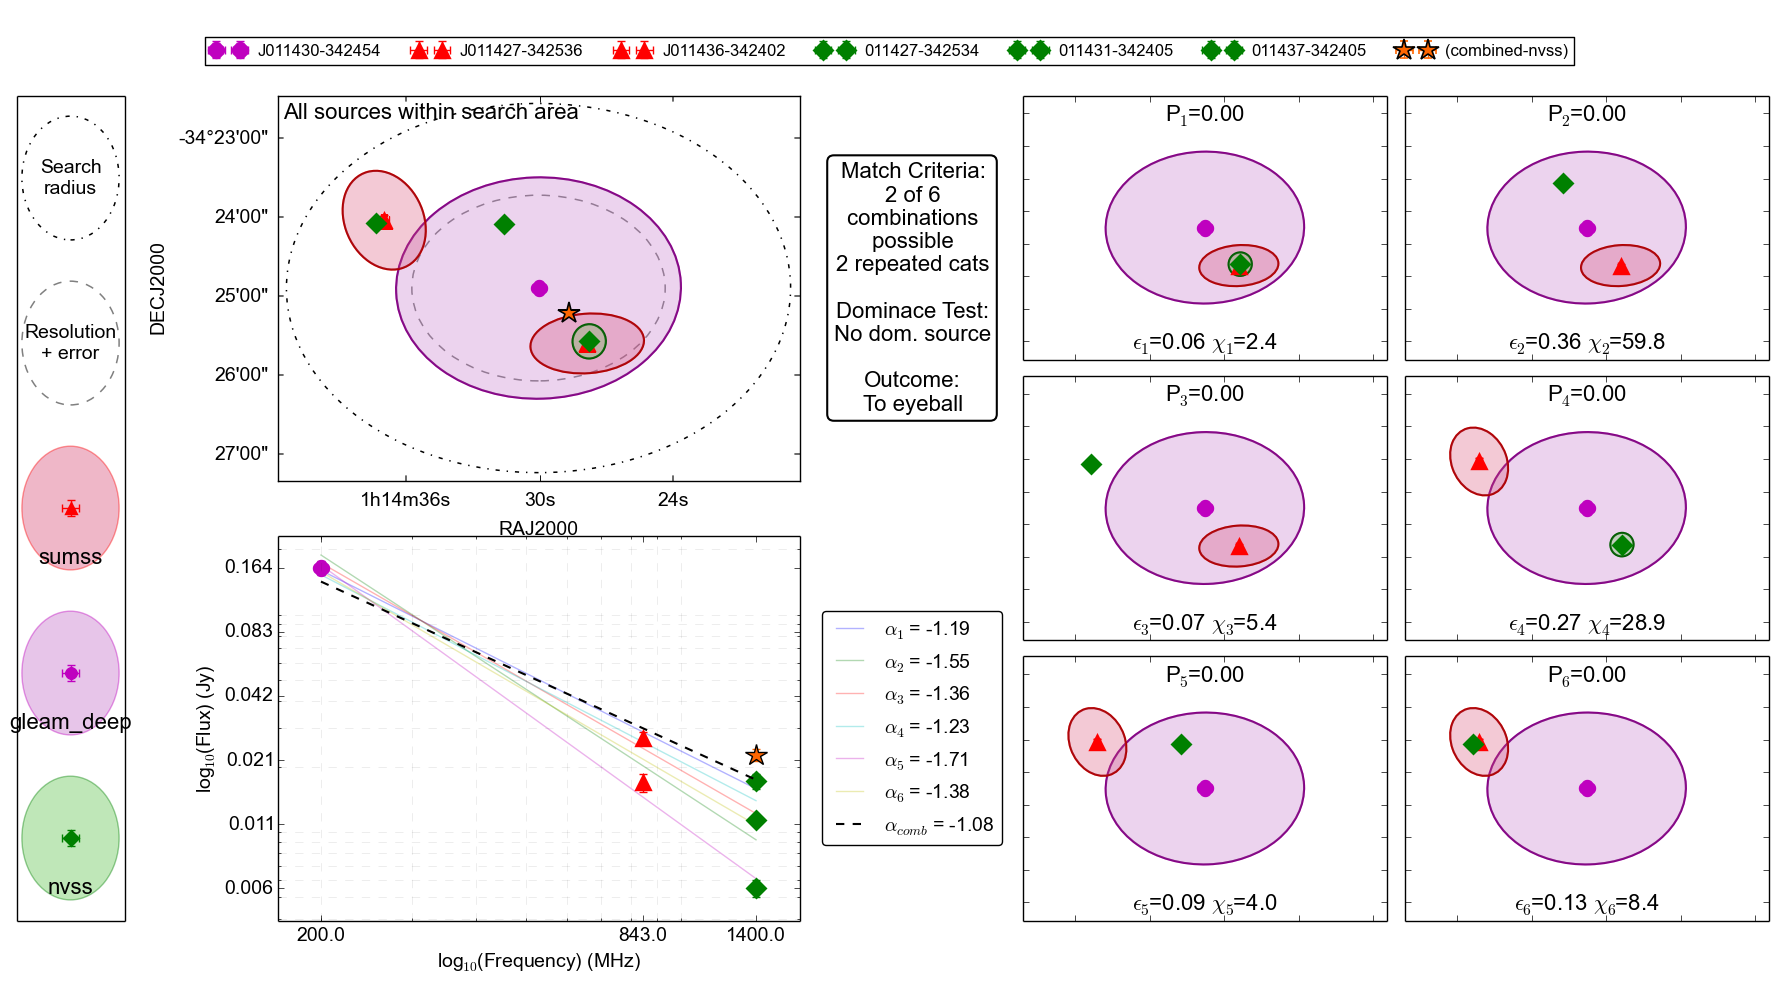 J011430-342454 J011427-342536 J011436-342402 011427-342534 011431-342405 011437-342405 (combined-nvss)
Search
radius
Resolution
+ error
sumss
gleam_deep
nvss
All sources within search area
-34°23'00"
24'00"
25'00"
26'00"
27'00"
DECJ2000
1h14m36s 30s 24s
RAJ2000
Match Criteria:
2 of 6
combinations
possible
2 repeated cats
Dominace Test:
No dom. source
Outcome:
To eyeball
0.164
0.083
0.042
0.021
0.011
0.006
log10(Flux) (Jy)
200.0 843.0 1400.0
log10(Frequency) (MHz)
α1 = -1.19
α2 = -1.55
α3 = -1.36
α4 = -1.23
α5 = -1.71
α6 = -1.38
αcomb = -1.08
P1=0.00
ϵ1=0.06 χ1=2.4
P2=0.00
ϵ2=0.36 χ2=59.8
P3=0.00
ϵ3=0.07 χ3=5.4
P4=0.00
ϵ4=0.27 χ4=28.9
P5=0.00
ϵ5=0.09 χ5=4.0
P6=0.00
ϵ6=0.13 χ6=8.4